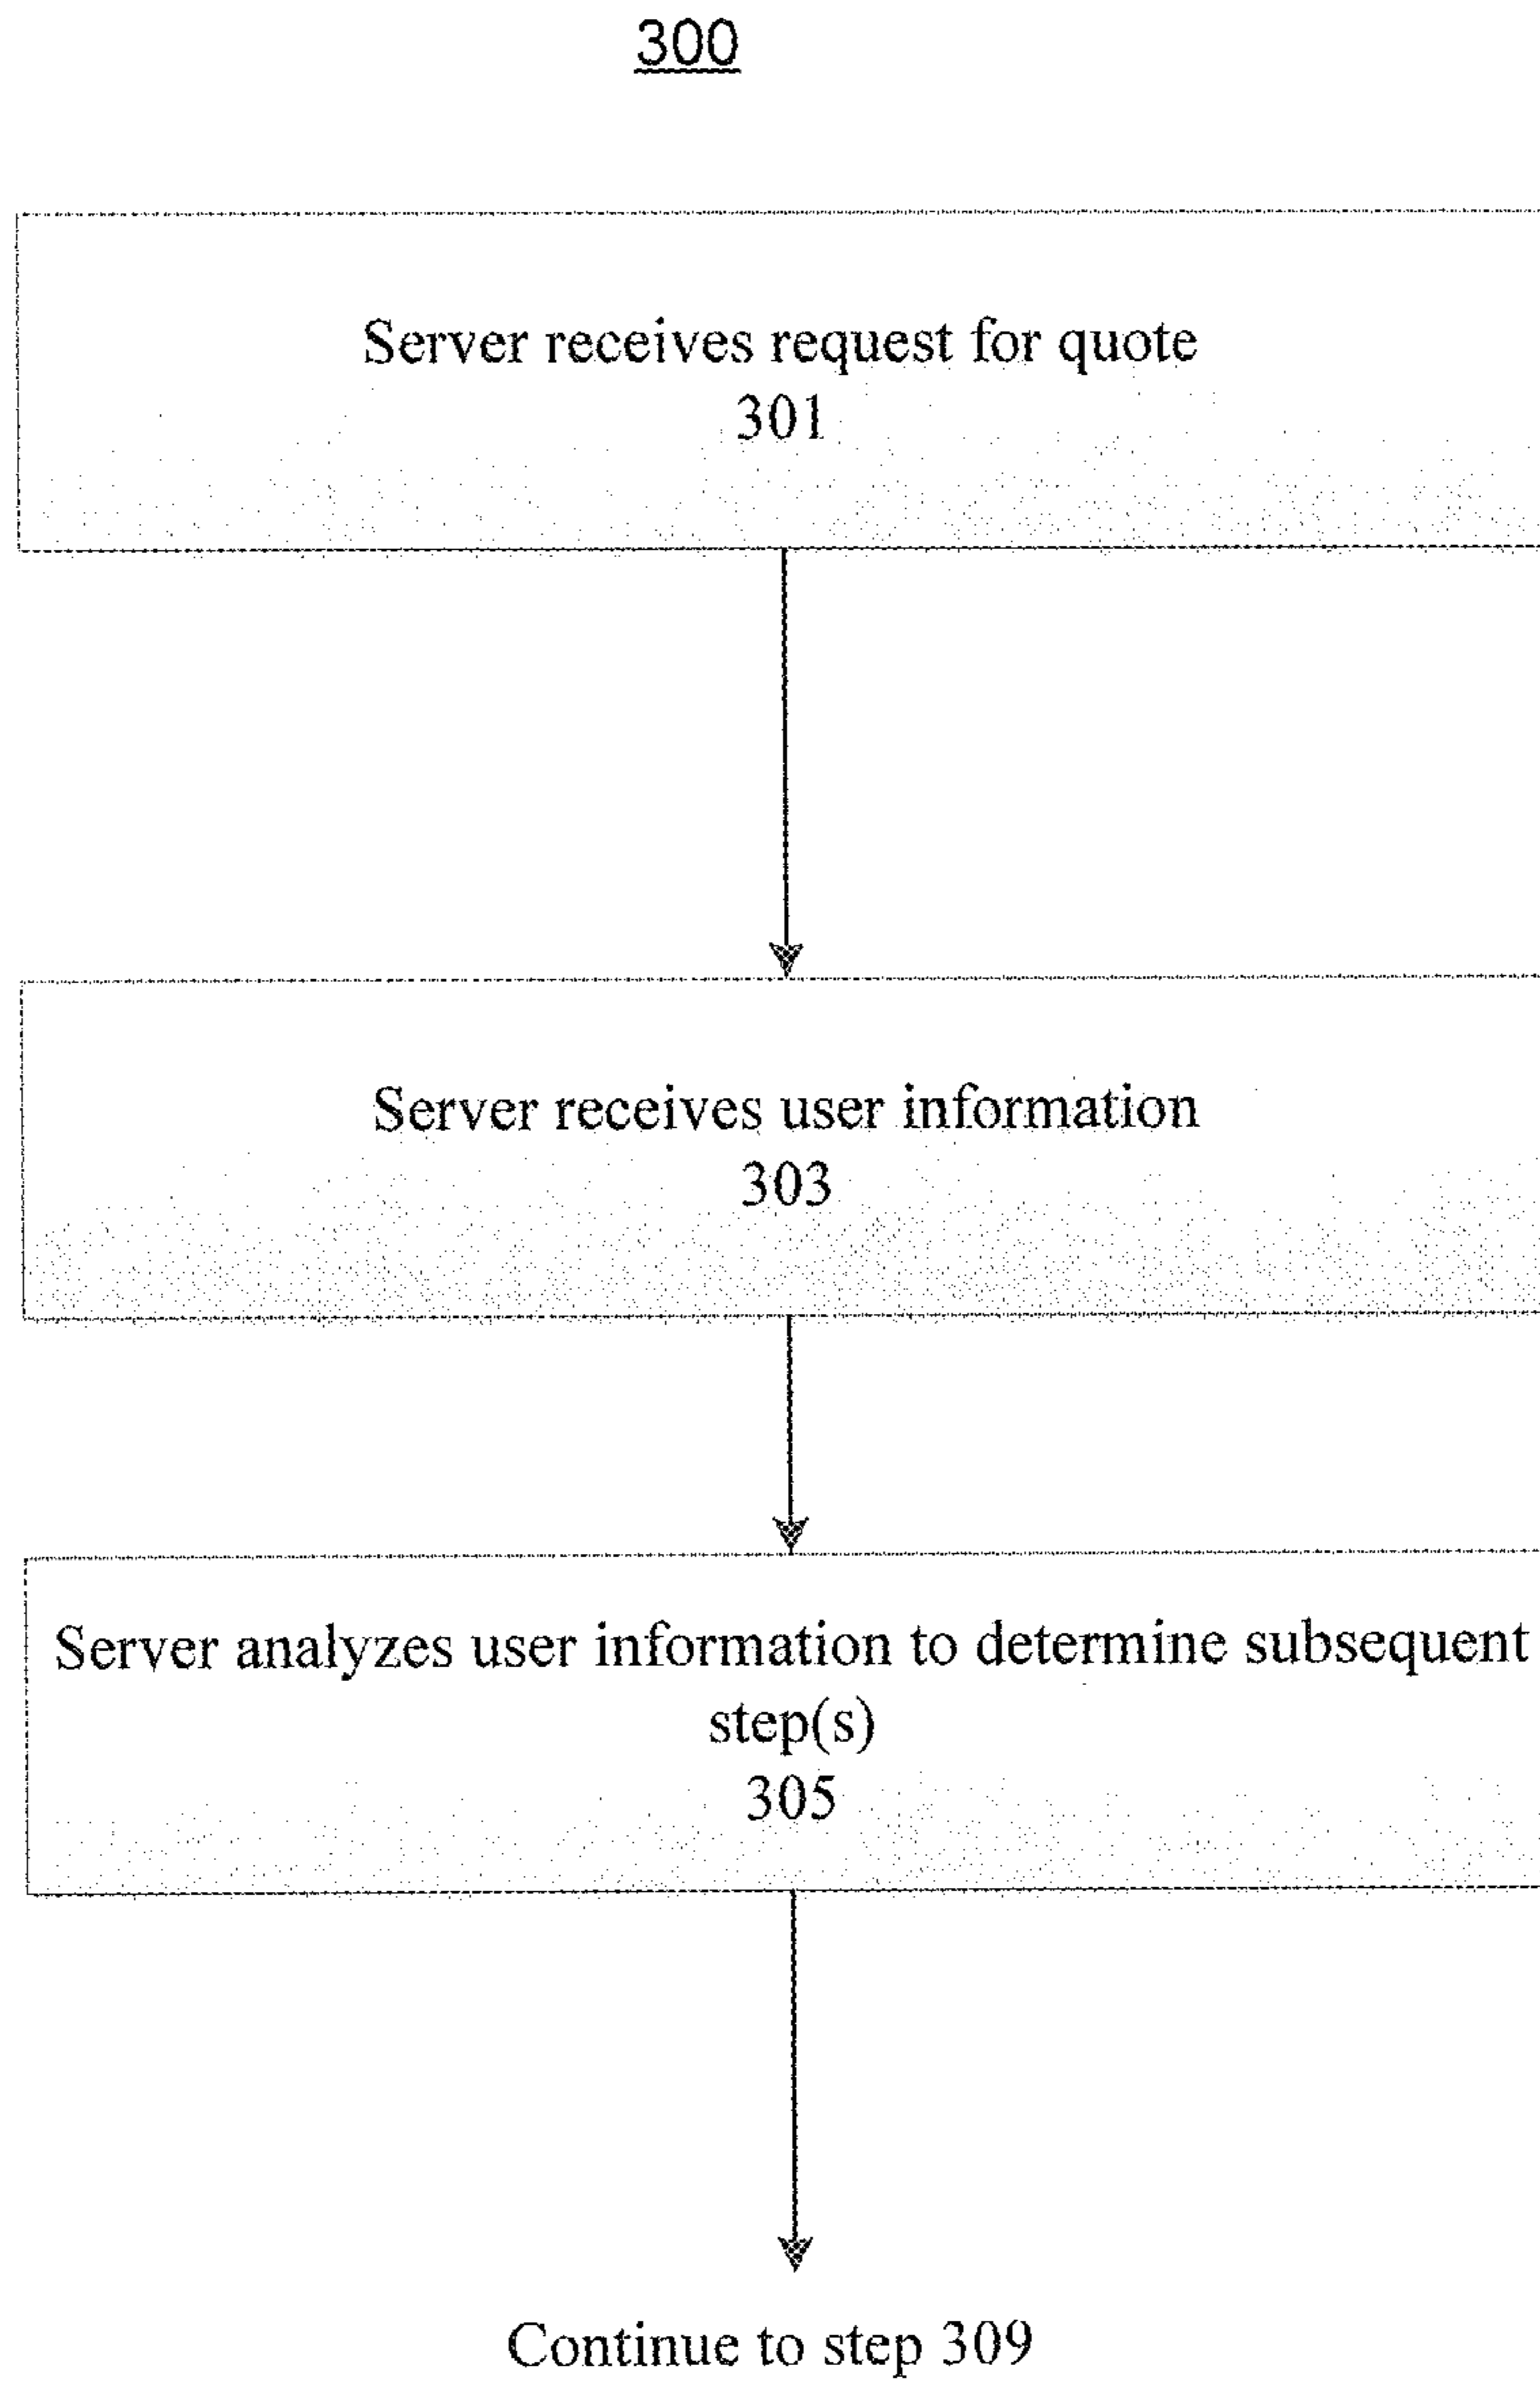 300
Server receives request for quote
301
Server receives user information
303
Server analyzes user information to determine subsequent
step(s)
305
Continue to step 309